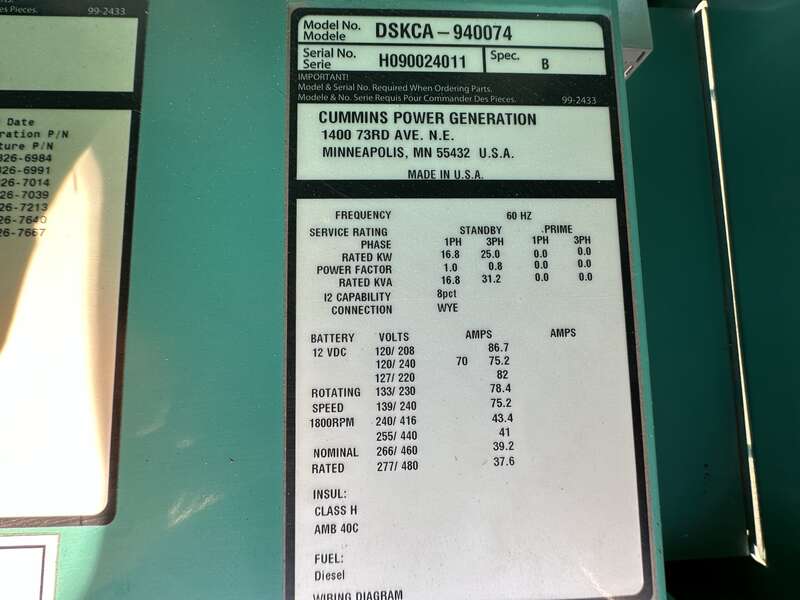 des Pieces. 99-2433
Date
ration P/N
ture P/N
326-6984
326-6991
26-7014
26-7039
26-7213
26-7640
26-7667
Model No. DSKCA – 940074
Modele
Serial No. H090024011 Spec. B
Serie
IMPORTANT!
Model & Serial No. Required When Ordering Parts.
Modele & No. Serie Requis Pour Commander Des Pieces. 99-2433
CUMMINS POWER GENERATION
1400 73RD AVE. N.E.
MINNEAPOLIS, MN 55432 U.S.A.
MADE IN U.S.A.
FREQUENCY 60 HZ
SERVICE RATING STANDBY PRIME
PHASE 1PH 3PH 1PH 3PH
RATED KW 16.8 25.0 0.0 0.0
POWER FACTOR 1.0 0.8 0.0 0.0
RATED KVA 16.8 31.2 0.0 0.0
I2 CAPABILITY 8pct
CONNECTION WYE
BATTERY VOLTS AMPS AMPS
12 VDC 120/ 208 86.7
120/ 240 70 75.2
127/ 220 82
ROTATING 133/ 230 78.4
SPEED 139/ 240 75.2
1800RPM 240/ 416 43.4
255/ 440 41
NOMINAL 266/ 460 39.2
RATED 277/ 480 37.6
INSUL:
CLASS H
AMB 40C
FUEL:
Diesel
WIRING DIAGRAM